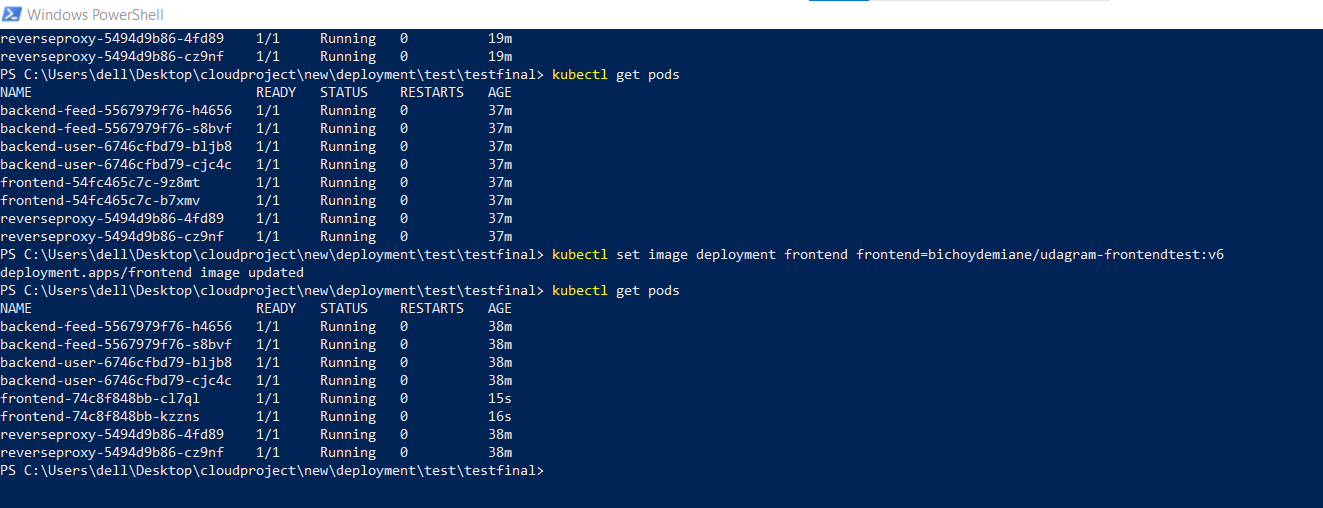 Windows PowerShell
reverseproxy-5494d9b86-4fd89 1/1 Running 0 19m
reverseproxy-5494d9b86-cz9nf 1/1 Running 0 19m
PS C:\Users\dell\Desktop\cloudproject\new\deployment\test\testfinal> kubectl get pods
NAME READY STATUS RESTARTS AGE
backend-feed-5567979f76-h4656 1/1 Running 0 37m
backend-feed-5567979f76-s8bvf 1/1 Running 0 37m
backend-user-6746cfbd79-bljb8 1/1 Running 0 37m
backend-user-6746cfbd79-cjc4c 1/1 Running 0 37m
frontend-54fc465c7c-9z8mt 1/1 Running 0 37m
frontend-54fc465c7c-b7xmv 1/1 Running 0 37m
reverseproxy-5494d9b86-4fd89 1/1 Running 0 37m
reverseproxy-5494d9b86-cz9nf 1/1 Running 0 37m
PS C:\Users\dell\Desktop\cloudproject\new\deployment\test\testfinal> kubectl set image deployment frontend frontend=bichoydemiane/udagram-frontendtest:v6
deployment.apps/frontend image updated
PS C:\Users\dell\Desktop\cloudproject\new\deployment\test\testfinal> kubectl get pods
NAME READY STATUS RESTARTS AGE
backend-feed-5567979f76-h4656 1/1 Running 0 38m
backend-feed-5567979f76-s8bvf 1/1 Running 0 38m
backend-user-6746cfbd79-bljb8 1/1 Running 0 38m
backend-user-6746cfbd79-cjc4c 1/1 Running 0 38m
frontend-74c8f848bb-cl7ql 1/1 Running 0 15s
frontend-74c8f848bb-kzzns 1/1 Running 0 16s
reverseproxy-5494d9b86-4fd89 1/1 Running 0 38m
reverseproxy-5494d9b86-cz9nf 1/1 Running 0 38m
PS C:\Users\dell\Desktop\cloudproject\new\deployment\test\testfinal>